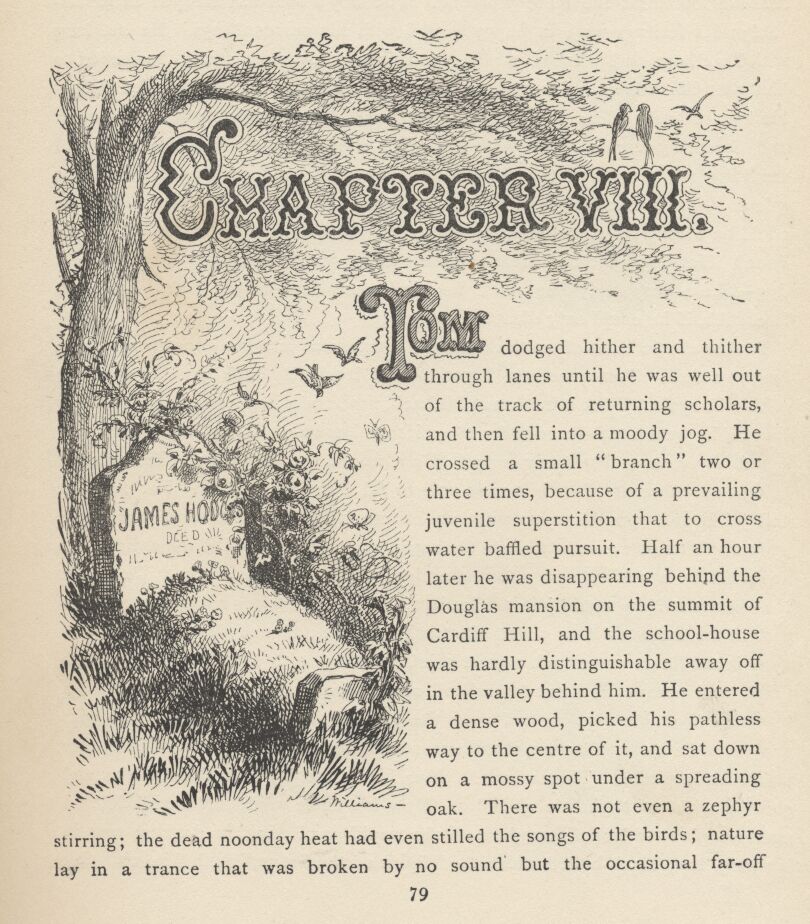 CHAPTER VIII.
TOM dodged hither and thither
through lanes until he was well out
of the track of returning scholars,
and then fell into a moody jog. He
crossed a small "branch" two or
three times, because of a prevailing
juvenile superstition that to cross
water baffled pursuit. Half an hour
later he was disappearing behind the
Douglas mansion on the summit of
Cardiff Hill, and the school-house
was hardly distinguishable away off
in the valley behind him. He entered
a dense wood, picked his pathless
way to the centre of it, and sat down
on a mossy spot under a spreading
oak. There was not even a zephyr
stirring; the dead noonday heat had even stilled the songs of the birds; nature
lay in a trance that was broken by no sound but the occasional far-off
JAMES HODGES
Williams
79